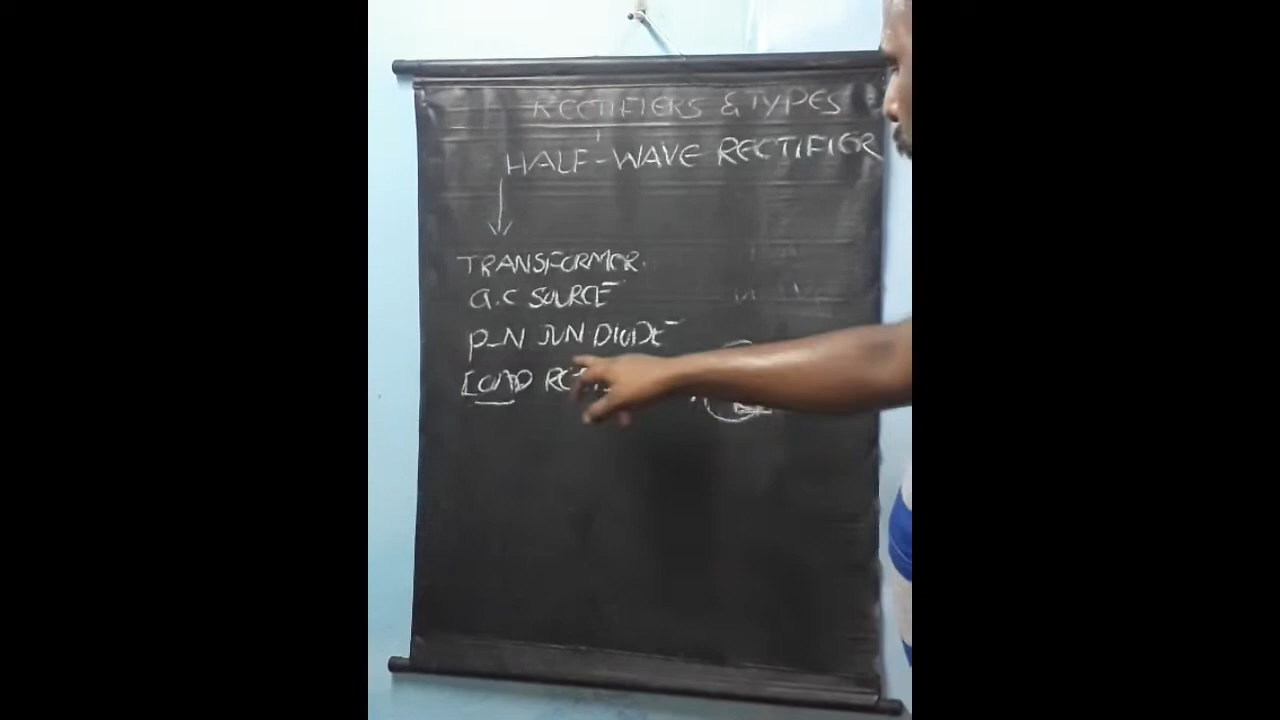 RECTIFIERS & TYPES
HALF-WAVE RECTIFIER
TRANSFORMER.
a.c SOURCE
P-N JUN DIODE
LOAD